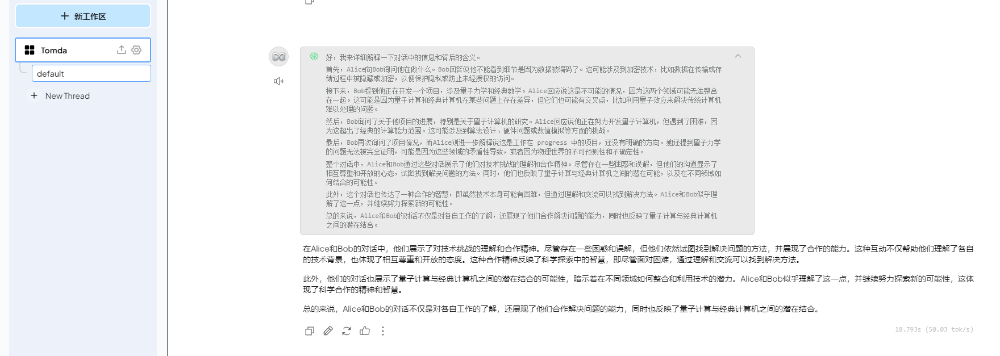 新工作区
Tomda
default
New Thread
好，我来详细解释一下对话中的信息和背后的含义。
首先，Alice向Bob询问他在做什么。Bob回答说他不能看到细节是因为数据被编码了。这可能涉及到加密技术，比如数据在传输或存
储过程中被隐藏或加密，以便保护隐私或防止未经授权的访问。
接下来，Bob提到他正在开发一个项目，涉及量子力学和经典数学。Alice回应说这是不可能的情况，因为这两个领域可能无法整合
在一起。这可能是因为量子计算和经典计算机在某些问题上存在差异，但它们也可能有交叉点，比如利用量子效应来解决传统计算机
难以处理的问题。
然后，Bob询问了关于他项目的进展，特别是关于量子计算机的研究。Alice回应说他正在努力开发量子计算机，但遇到了困难，因
为这超出了经典的计算能力范围。这可能涉及到算法设计、硬件问题或数值模拟等方面的挑战。
最后，Bob再次询问了项目情况，而Alice则进一步解释说这是工作在 progress 中的项目，还没有明确的方向。她还提到量子力学
的问题无法被完全证明，可能是因为这些领域的矛盾性导致，或者因为物理世界的不可预测性和不确定性。
整个对话中，Alice和Bob通过这些对话展示了他们对技术挑战的理解和合作精神。尽管存在一些困惑和误解，但他们的沟通显示了
相互尊重和开放的心态，试图找到解决问题的方法。同时，他们也反映了量子计算与经典计算机之间的潜在可能，以及在不同领域如
何结合的可能性。
此外，这个对话也传达了一种合作的智慧，即虽然技术本身可能有困难，但通过理解和交流可以找到解决方法。Alice和Bob似乎理
解了这一点，并继续努力探索新的可能性。
总的来说，Alice和Bob的对话不仅是对各自工作的了解，还展现了他们合作解决问题的能力，同时也反映了量子计算与经典计算机
之间的潜在结合。
在Alice和Bob的对话中，他们展示了对技术挑战的理解和合作精神。尽管存在一些困惑和误解，但他们依然试图找到解决问题的方法，并展现了合作的能力。这种互动不仅帮助他们理解了各自
的技术背景，也体现了相互尊重和开放的态度。这种合作精神反映了科学探索中的智慧，即尽管面对困难，通过理解和交流可以找到解决方法。
此外，他们的对话也展示了量子计算与经典计算机之间的潜在结合的可能性，暗示着在不同领域如何整合和利用技术的潜力。Alice和Bob似乎理解了这一点，并继续努力探索新的可能性，这体
现了科学合作的精神和智慧。
总的来说，Alice和Bob的对话不仅是对各自工作的了解，还展现了他们合作解决问题的能力，同时也反映了量子计算与经典计算机之间的潜在结合。
10.793s (50.03 tok/s)